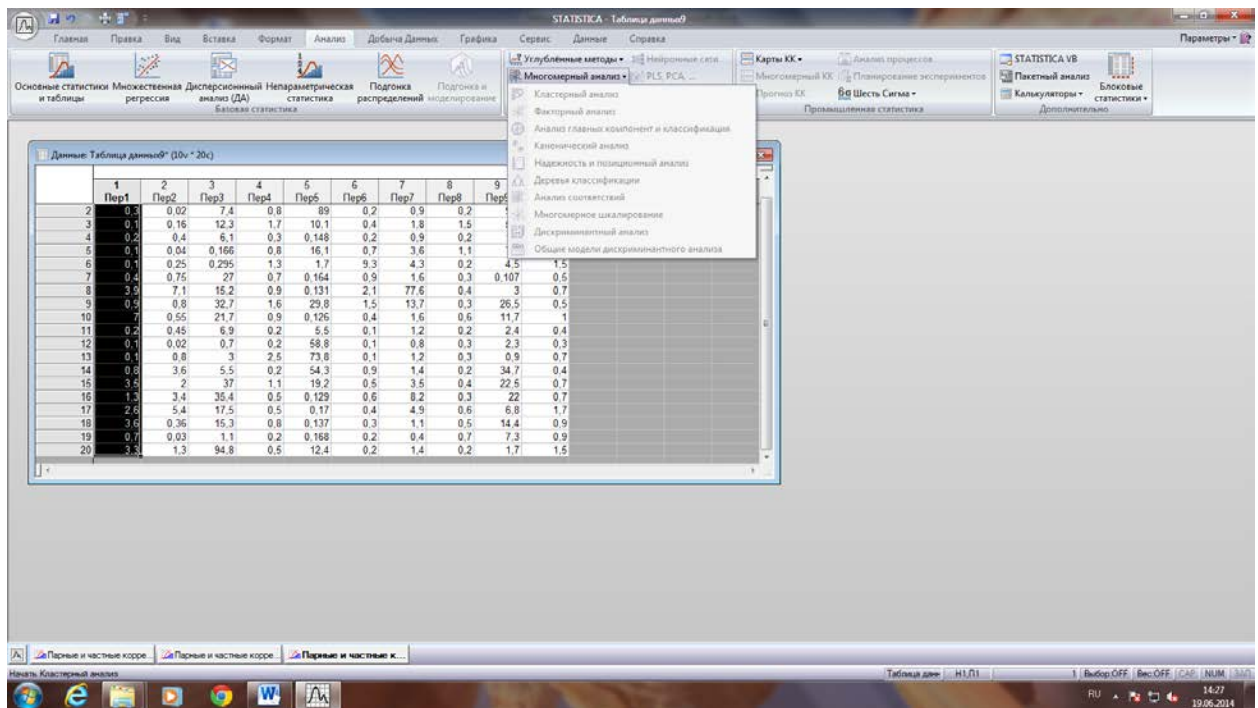 STATISTICA - Таблица данных9
Главная Правка Вид Вставка Формат Анализ Добыча Данных Графика Сервис Данные Справка Параметры
Основные статистики и таблицы
Множественная регрессия
Дисперсионный анализ (ДА)
Непараметрическая статистика
Подгонка распределений
Подгонка и моделирование
Базовая статистика
Углублённые методы
Нейронные сети
Многомерный анализ
PLS, PCA, ...
Карты КК
Анализ процессов
Многомерный КК
Планирование экспериментов
Прогноз КК
6σ Шесть Сигма
Промышленная статистика
STATISTICA VB
Пакетный анализ
Калькуляторы
Блоковые статистики
Дополнительно
Кластерный анализ
Факторный анализ
Анализ главных компонент и классификация
Канонический анализ
Надежность и позиционный анализ
Деревья классификации
Анализ соответствий
Многомерное шкалирование
Дискриминантный анализ
Общие модели дискриминантного анализа
Данные: Таблица данных9* (10v * 20c)
1 2 3 4 5 6 7 8 9
Пер1 Пер2 Пер3 Пер4 Пер5 Пер6 Пер7 Пер8
2 0,3 0,02 7,4 0,8 89 0,2 0,9 0,2
3 0,1 0,16 12,3 1,7 10,1 0,4 1,8 1,5
4 0,2 0,4 6,1 0,3 0,148 0,2 0,9 0,2
5 0,1 0,04 0,166 0,8 16,1 0,7 3,6 1,1
6 0,1 0,25 0,295 1,3 1,7 9,3 4,3 0,2 4,5 1,5
7 0,4 0,75 27 0,7 0,164 0,9 1,6 0,3 0,107 0,5
8 3,9 7,1 15,2 0,9 0,131 2,1 77,6 0,4 3 0,7
9 0,9 0,8 32,7 1,6 29,8 1,5 13,7 0,3 26,5 0,5
10 7 0,55 21,7 0,9 0,126 0,4 1,6 0,6 11,7 1
11 0,2 0,45 6,9 0,2 5,5 0,1 1,2 0,2 2,4 0,4
12 0,1 0,02 0,7 0,2 58,8 0,1 0,8 0,3 2,3 0,3
13 0,1 0,8 3 2,5 73,8 0,1 1,2 0,3 0,9 0,7
14 0,8 3,6 5,5 0,2 54,3 0,9 1,4 0,2 34,7 0,4
15 3,5 2 37 1,1 19,2 0,5 3,5 0,4 22,5 0,7
16 1,3 3,4 35,4 0,5 0,129 0,6 8,2 0,3 22 0,7
17 2,6 5,4 17,5 0,5 0,17 0,4 4,9 0,6 6,8 1,7
18 3,6 0,36 15,3 0,8 0,137 0,3 1,1 0,5 14,4 0,9
19 0,7 0,03 1,1 0,2 0,168 0,2 0,4 0,7 7,3 0,9
20 3,3 1,3 94,8 0,5 12,4 0,2 1,4 0,2 1,7 1,5
Парные и частные корре... Парные и частные корре... Парные и частные к...
Начать Кластерный анализ
Таблица данн Н1,П1 1 Выбор:OFF Вес:OFF CAP NUM
RU 14:27
19.06.2014